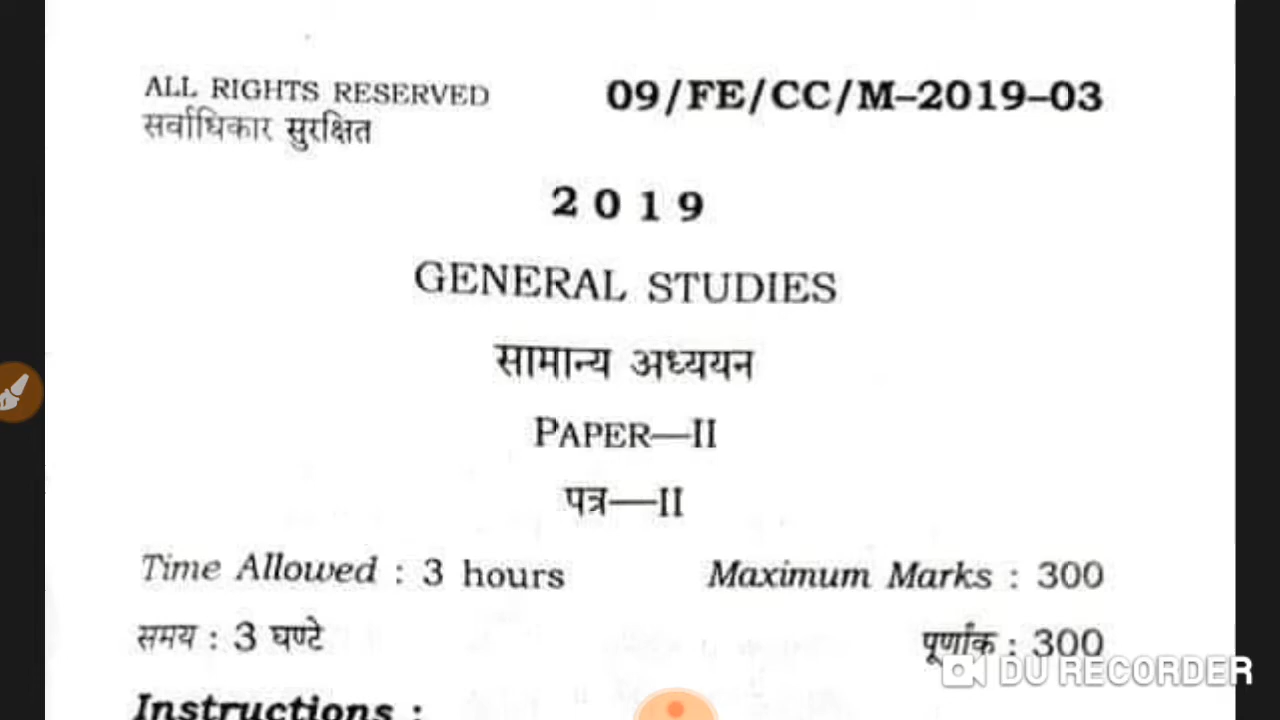 ALL RIGHTS RESERVED 09/FE/CC/M–2019–03
सर्वाधिकार सुरक्षित
2019
GENERAL STUDIES
सामान्य अध्ययन
PAPER—II
पत्र—II
Time Allowed : 3 hours Maximum Marks : 300
समय : 3 घण्टे पूर्णांक : 300
DU RECORDER
Instructions :